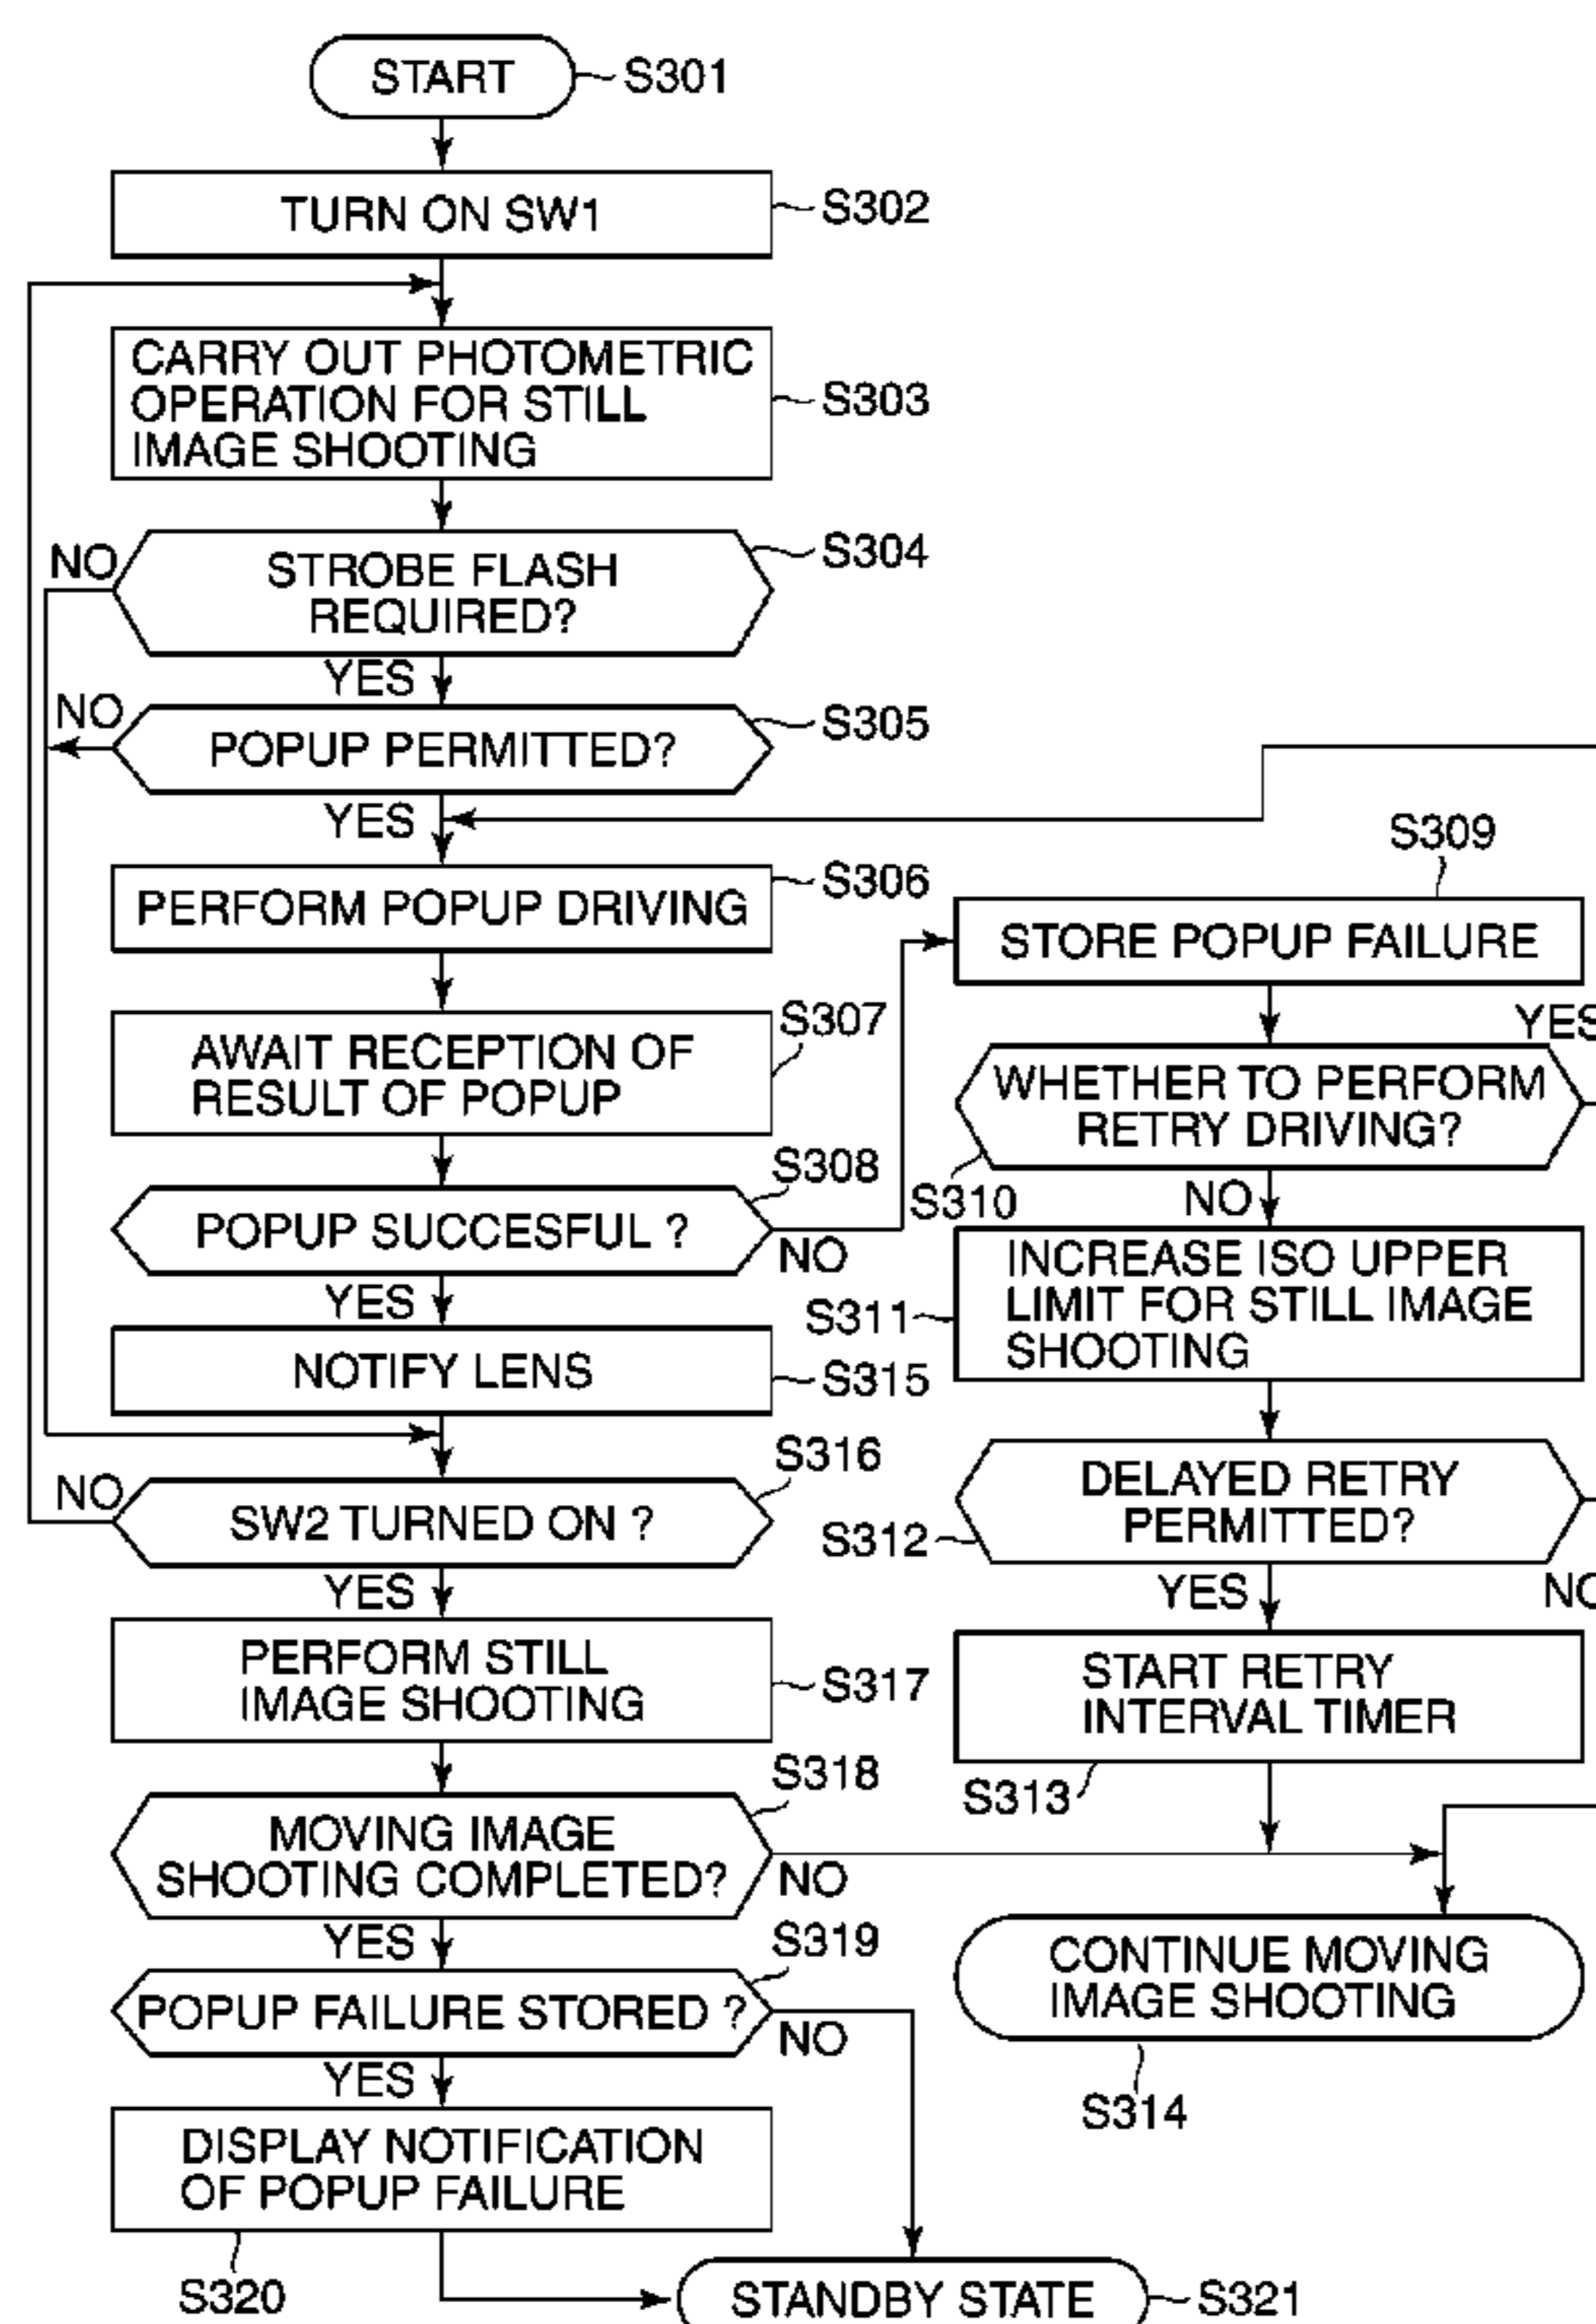 START
S301
TURN ON SW1
S302
CARRY OUT PHOTOMETRIC
OPERATION FOR STILL
IMAGE SHOOTING
S303
NO
STROBE FLASH
REQUIRED?
S304
YES
NO
POPUP PERMITTED?
S305
YES
PERFORM POPUP DRIVING
S306
AWAIT RECEPTION OF
RESULT OF POPUP
S307
POPUP SUCCESFUL ?
S308
NO
YES
NOTIFY LENS
S315
NO
SW2 TURNED ON ?
S316
YES
PERFORM STILL
IMAGE SHOOTING
S317
MOVING IMAGE
SHOOTING COMPLETED?
S318
NO
YES
POPUP FAILURE STORED ?
S319
NO
YES
DISPLAY NOTIFICATION
OF POPUP FAILURE
S320
STANDBY STATE
S321
S309
STORE POPUP FAILURE
YES
WHETHER TO PERFORM
RETRY DRIVING?
S310
NO
INCREASE ISO UPPER
LIMIT FOR STILL IMAGE
SHOOTING
S311
DELAYED RETRY
PERMITTED?
S312
YES
NO
START RETRY
INTERVAL TIMER
S313
CONTINUE MOVING
IMAGE SHOOTING
S314